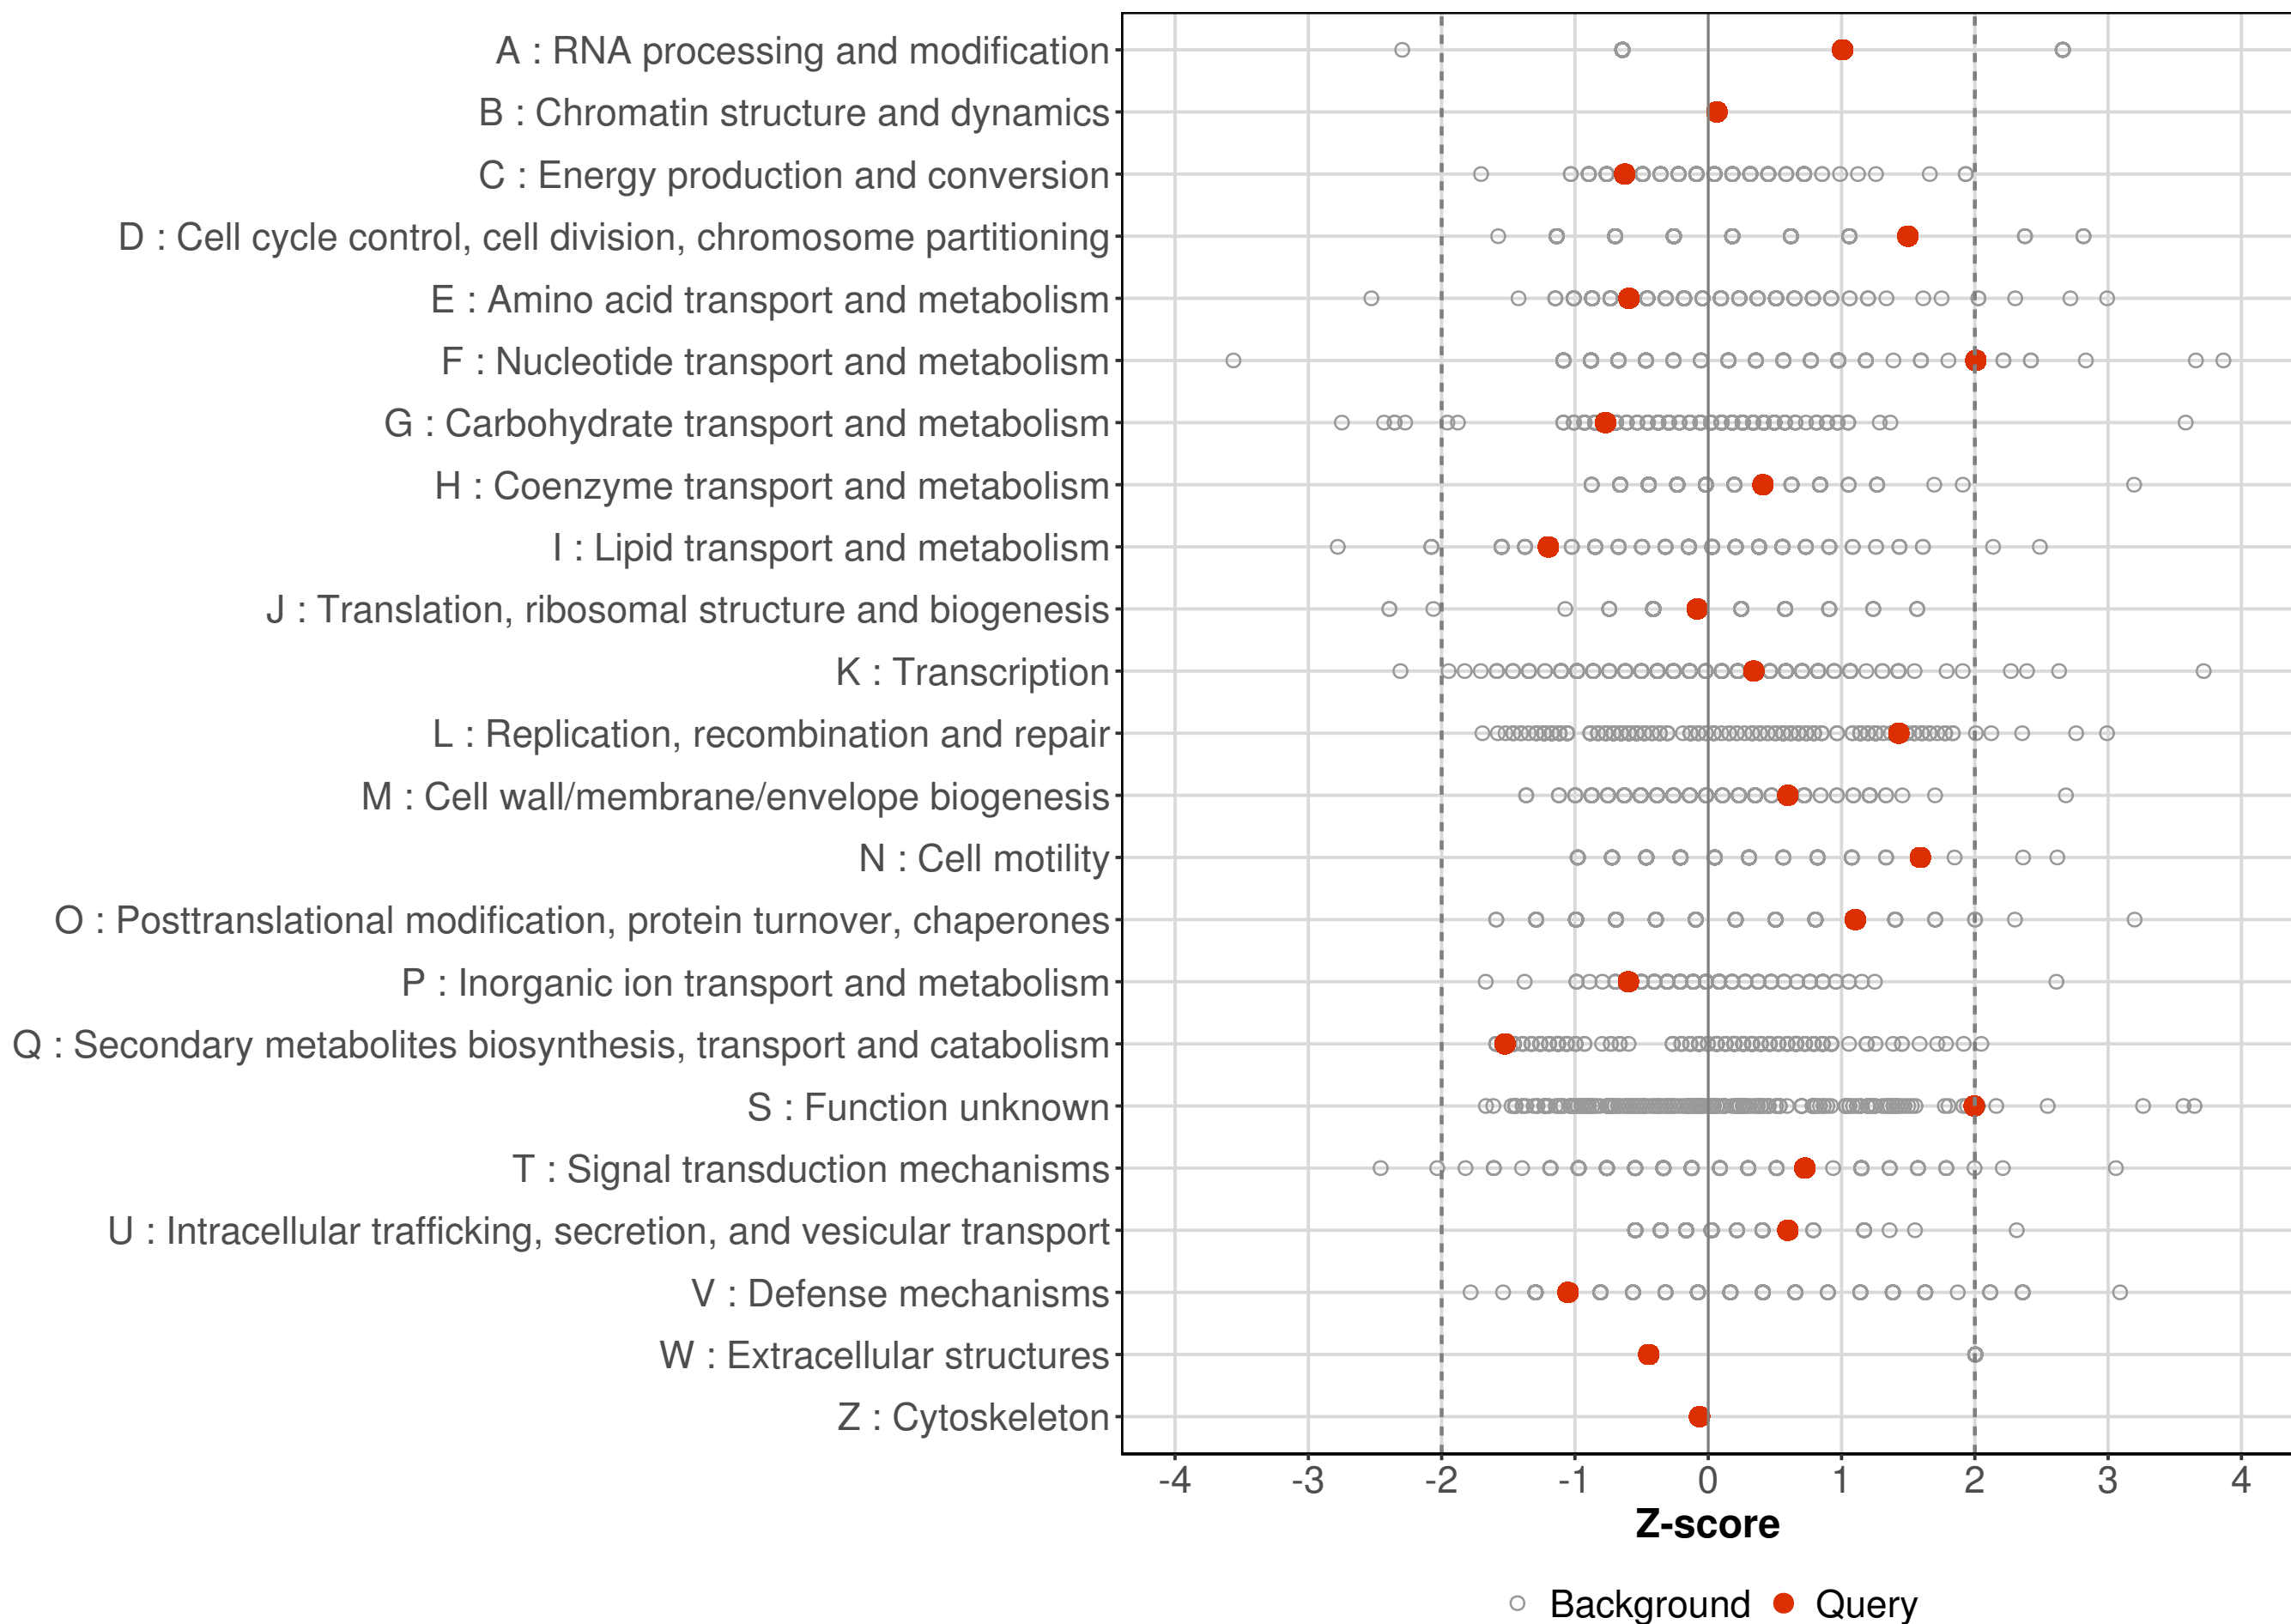 A : RNA processing and modification
B : Chromatin structure and dynamics
C : Energy production and conversion
D : Cell cycle control, cell division, chromosome partitioning
E : Amino acid transport and metabolism
F : Nucleotide transport and metabolism
G : Carbohydrate transport and metabolism
H : Coenzyme transport and metabolism
I : Lipid transport and metabolism
J : Translation, ribosomal structure and biogenesis
K : Transcription
L : Replication, recombination and repair
M : Cell wall/membrane/envelope biogenesis
N : Cell motility
O : Posttranslational modification, protein turnover, chaperones
P : Inorganic ion transport and metabolism
Q : Secondary metabolites biosynthesis, transport and catabolism
S : Function unknown
T : Signal transduction mechanisms
U : Intracellular trafficking, secretion, and vesicular transport
V : Defense mechanisms
W : Extracellular structures
Z : Cytoskeleton
-4 -3 -2 -1 0 1 2 3 4
Z-score
Background Query